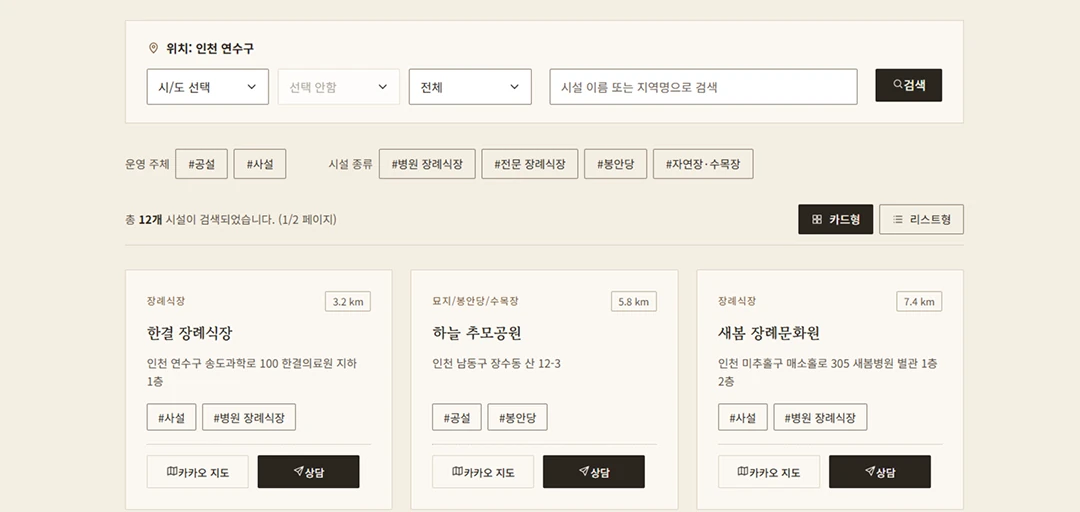 위치: 인천 연수구
시/도 선택 선택 안함 전체 시설 이름 또는 지역명으로 검색 검색
운영 주체 #공설 #사설 시설 종류 #병원 장례식장 #전문 장례식장 #봉안당 #자연장·수목장
총 12개 시설이 검색되었습니다. (1/2 페이지) 카드형 리스트형
장례식장 3.2 km
한결 장례식장
인천 연수구 송도과학로 100 한결의료원 지하
1층
#사설 #병원 장례식장
카카오 지도 상담
묘지/봉안당/수목장 5.8 km
하늘 추모공원
인천 남동구 장수동 산 12-3
#공설 #봉안당
카카오 지도 상담
장례식장 7.4 km
새봄 장례문화원
인천 미추홀구 매소홀로 305 새봄병원 별관 1층
2층
#사설 #병원 장례식장
카카오 지도 상담